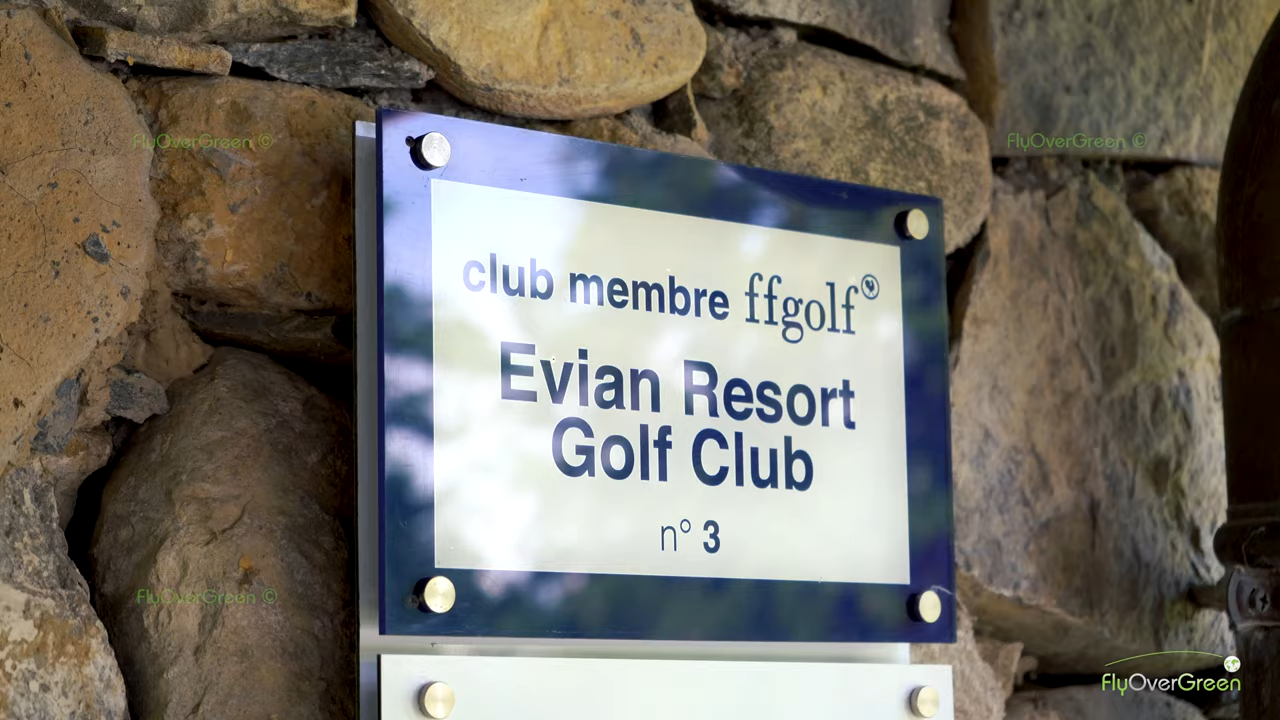 FlyOverGreen ©
FlyOverGreen ©
club membre ffgolf
Evian Resort
Golf Club
n° 3
FlyOverGreen ©
FlyOverGreen